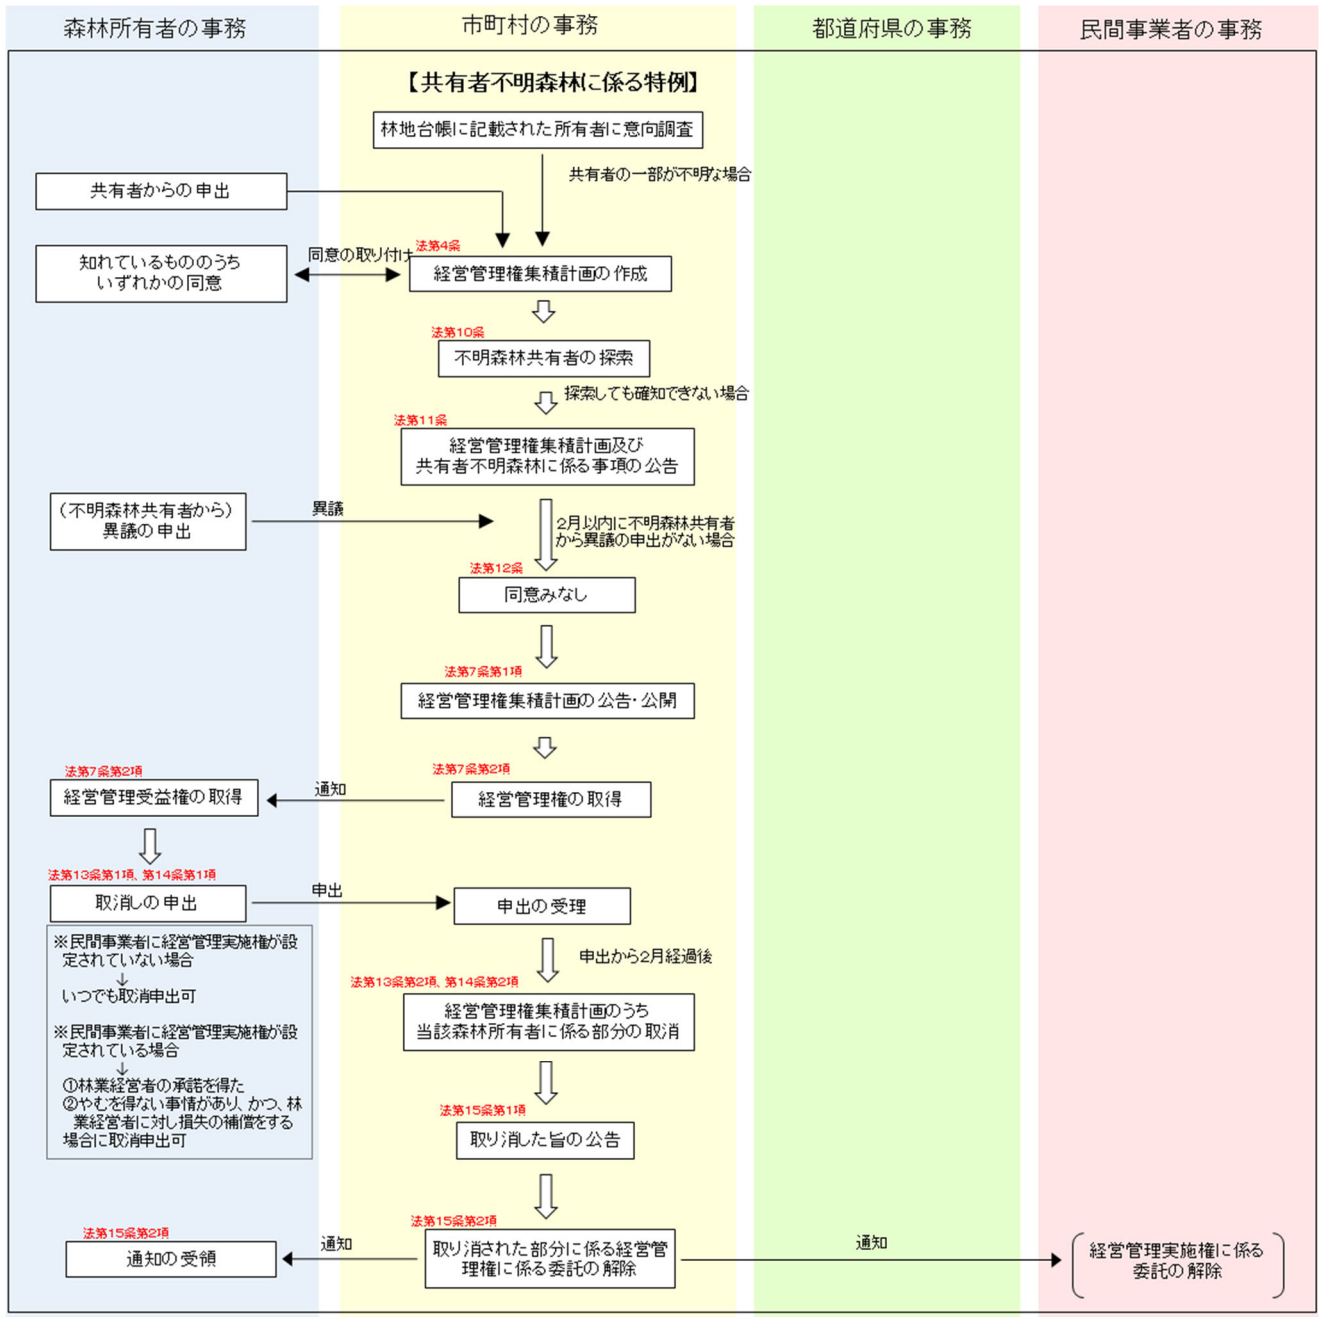 森林所有者の事務
市町村の事務
都道府県の事務
民間事業者の事務
【共有者不明森林に係る特例】
林地台帳に記載された所有者に意向調査
共有者の一部が不明な場合
共有者からの申出
法第4条
同意の取り付け
知れているもののうち
いずれかの同意
経営管理権集積計画の作成
法第10条
不明森林共有者の探索
探索しても確知できない場合
法第11条
経営管理権集積計画及び
共有者不明森林に係る事項の公告
（不明森林共有者から）
異議の申出
異議
2月以内に不明森林共有者
から異議の申出がない場合
法第12条
同意みなし
法第7条第1項
経営管理権集積計画の公告・公開
法第7条第2項
経営管理受益権の取得
通知
法第7条第2項
経営管理権の取得
法第13条第1項、第14条第1項
取消しの申出
申出
申出の受理
※民間事業者に経営管理実施権が設
定されていない場合
↓
いつでも取消申出可
※民間事業者に経営管理実施権が設
定されている場合
↓
①林業経営者の承諾を得た
②やむを得ない事情があり、かつ、林
業経営者に対し損失の補償をする
場合に取消申出可
申出から2月経過後
法第13条第2項、第14条第2項
経営管理権集積計画のうち
当該森林所有者に係る部分の取消
法第15条第1項
取り消した旨の公告
法第15条第2項
通知の受領
通知
法第15条第2項
取り消された部分に係る経営管
理権に係る委託の解除
通知
経営管理実施権に係る
委託の解除